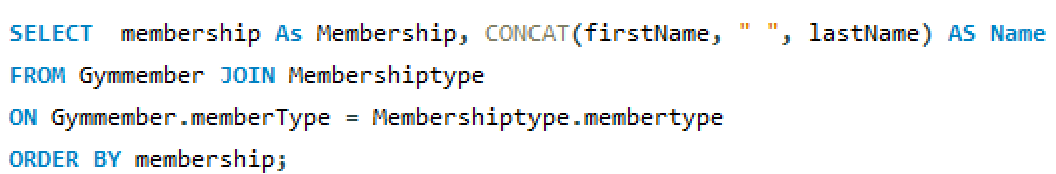 SELECT  membership As Membership, CONCAT(firstName, " ", lastName) AS Name
FROM Gymmember JOIN Membershiptype
ON Gymmember.memberType = Membershiptype.membertype
ORDER BY membership;